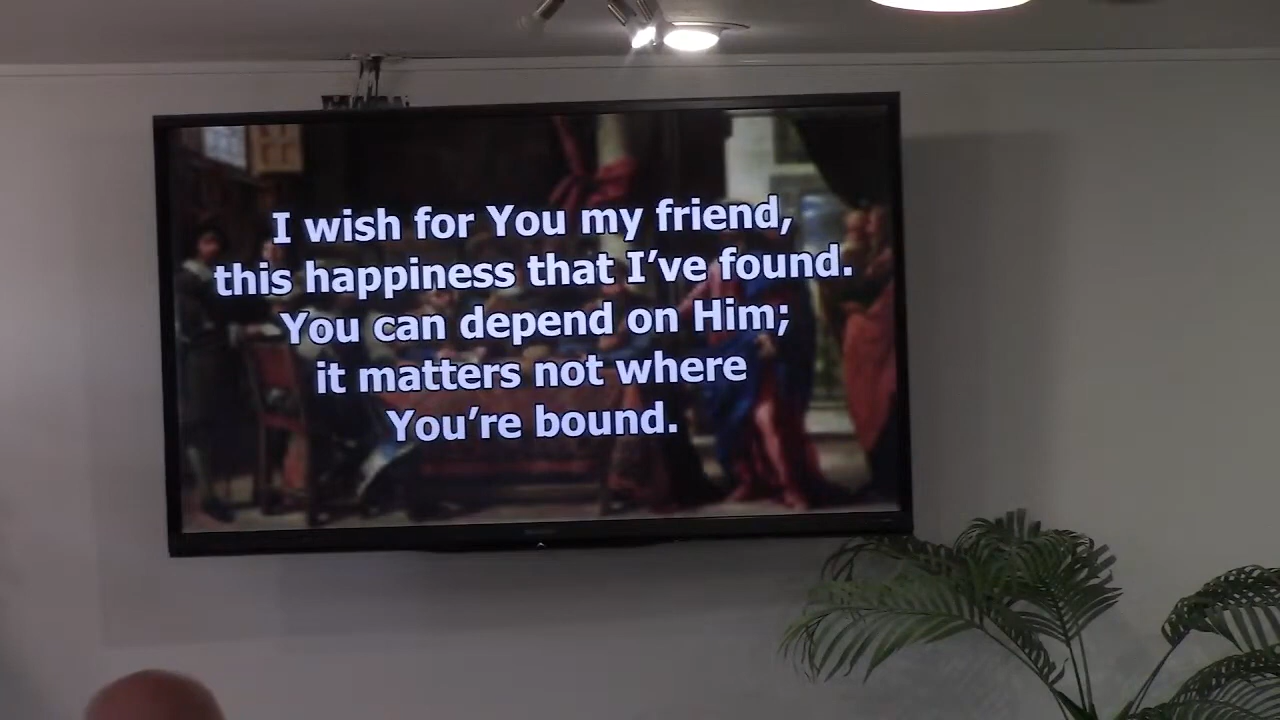 I wish for You my friend,
this happiness that I’ve found.
You can depend on Him;
it matters not where
You’re bound.